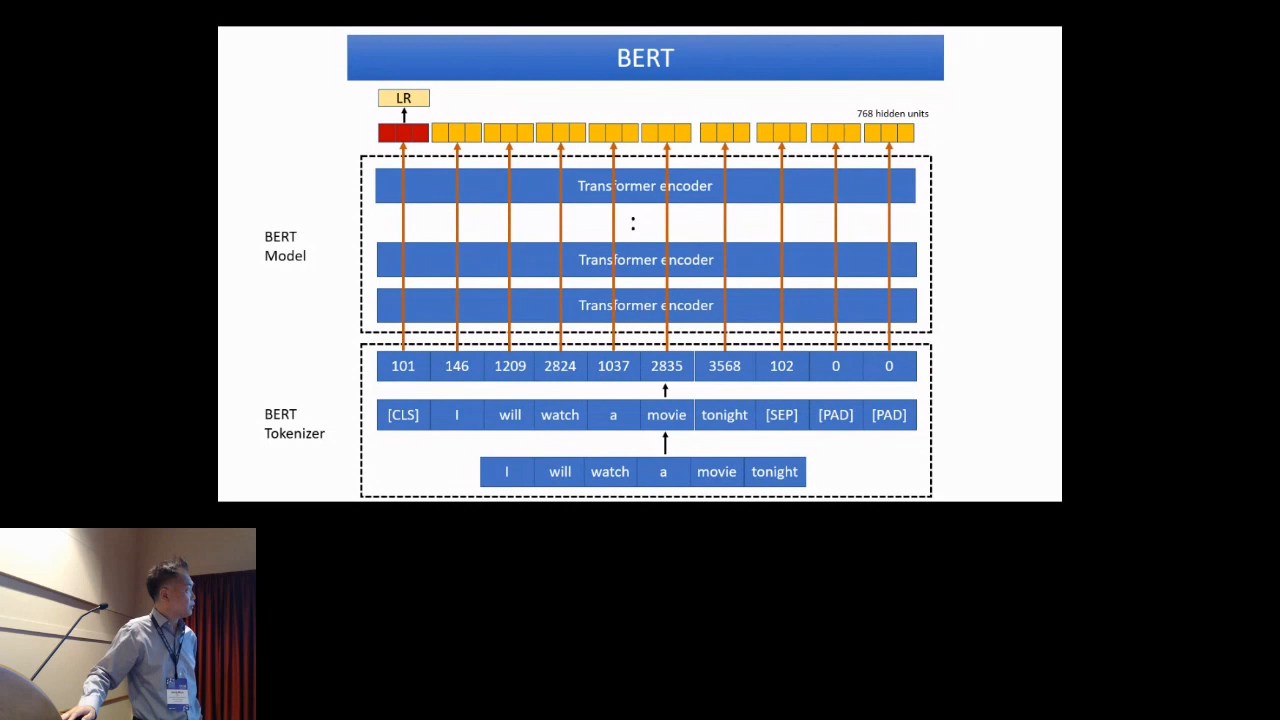 BERT
LR
768 hidden units
Transformer encoder
:
BERT
Model
Transformer encoder
Transformer encoder
101 146 1209 2824 1037 2835 3568 102 0 0
BERT
Tokenizer
[CLS] I will watch a movie tonight [SEP] [PAD] [PAD]
I will watch a movie tonight